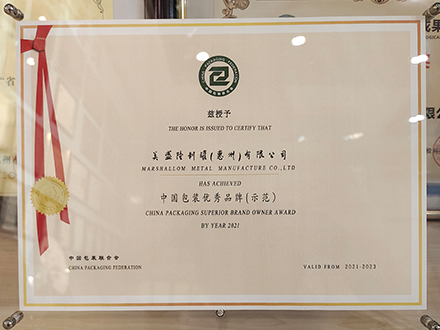 CHINA PACKAGING FEDERATION
兹授予
THE HONOR IS ISSUED TO CERTIFY THAT
美盛隆制罐(惠州)有限公司
MARSHALLOM METAL MANUFACTURE CO.,LTD
HAS ACHIEVED
中国包装优秀品牌(示范)
CHINA PACKAGING SUPERIOR BRAND OWNER AWARD
BY YEAR 2021
中国包装联合会
CHINA PACKAGING FEDERATION
VALID FROM 2021-2023